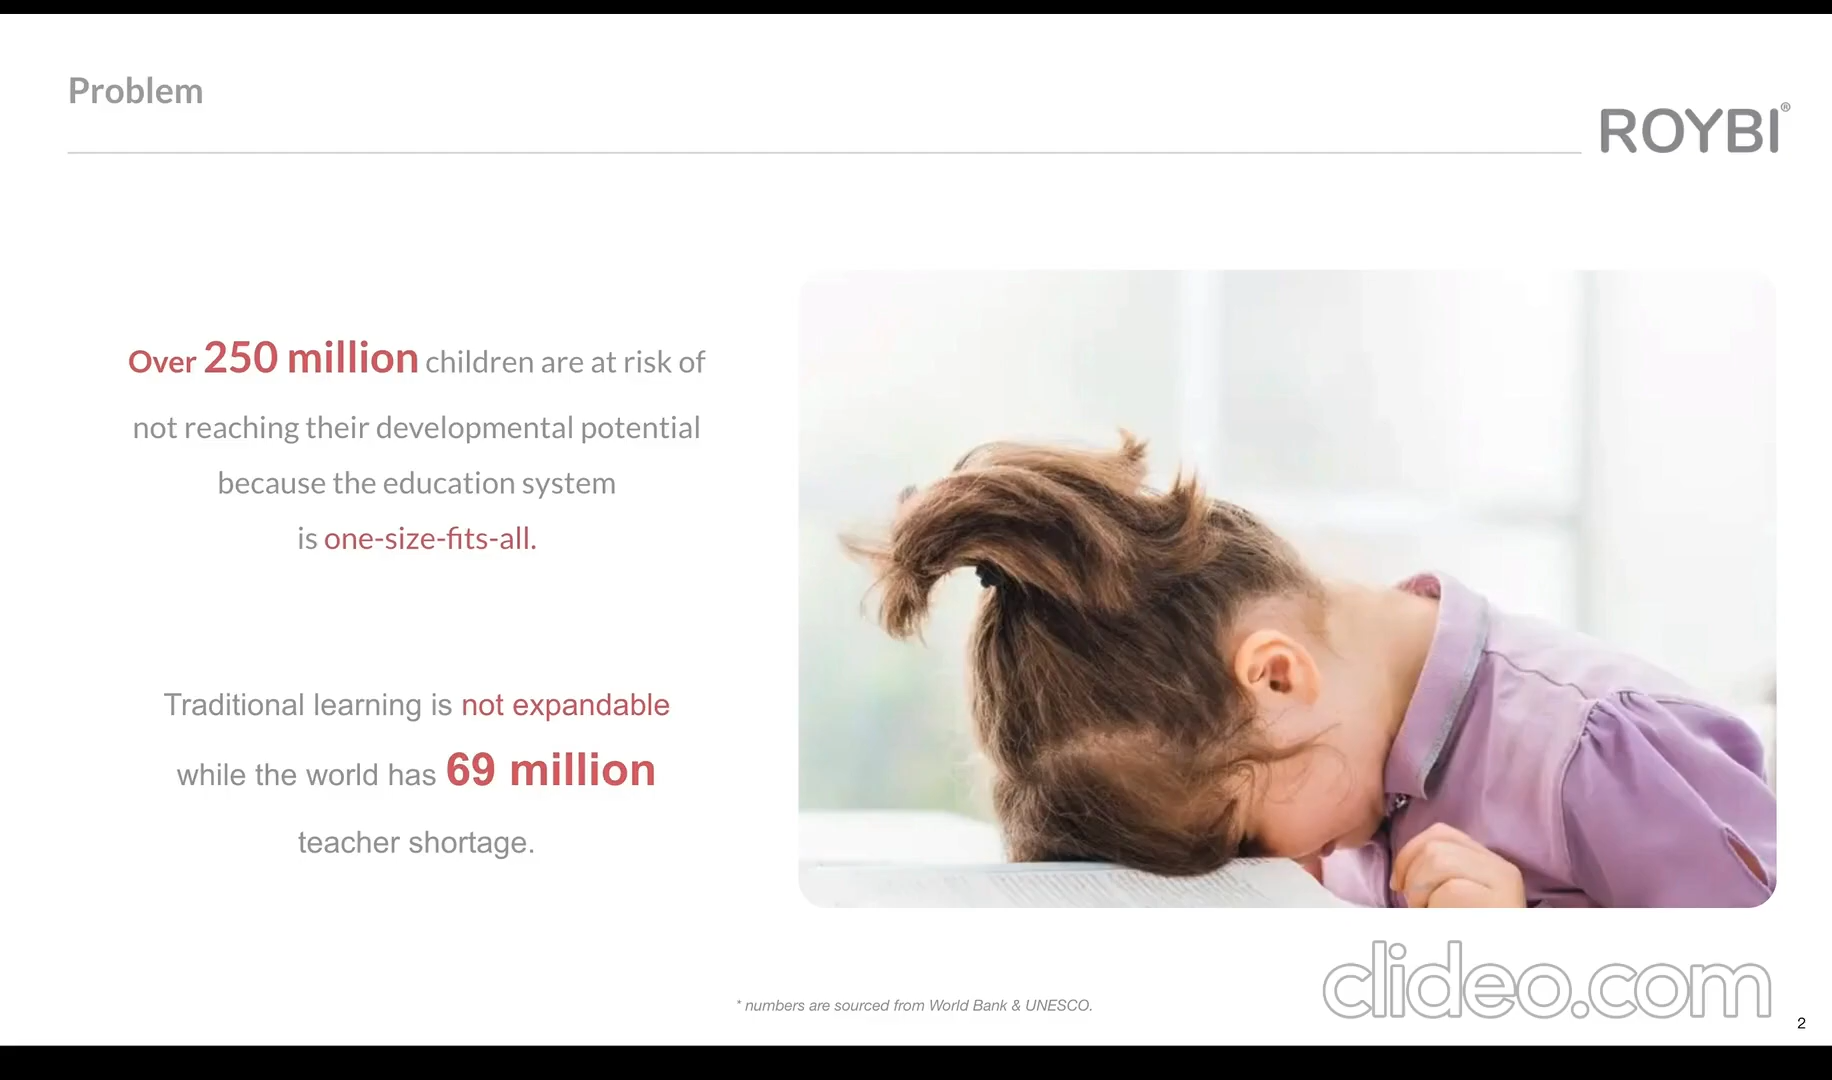 Problem
ROYBI®
Over 250 million children are at risk of
not reaching their developmental potential
because the education system
is one-size-fits-all.
Traditional learning is not expandable
while the world has 69 million
teacher shortage.
* numbers are sourced from World Bank & UNESCO.
clideo.com
2